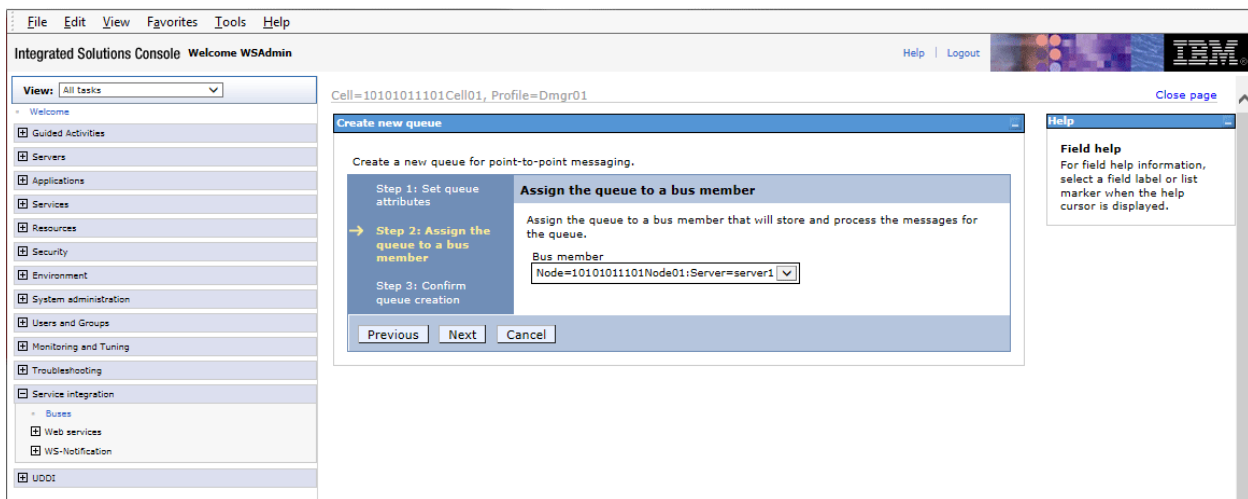 File Edit View Favorites Tools Help
Integrated Solutions Console Welcome WSAdmin
Help | Logout
IBM®
View: All tasks
Welcome
Guided Activities
Servers
Applications
Services
Resources
Security
Environment
System administration
Users and Groups
Monitoring and Tuning
Troubleshooting
Service integration
Buses
Web services
WS-Notification
UDDI
Cell=10101011101Cell01, Profile=Dmgr01
Close page
Create new queue
Create a new queue for point-to-point messaging.
Step 1: Set queue
attributes
Step 2: Assign the
queue to a bus
member
Step 3: Confirm
queue creation
Assign the queue to a bus member
Assign the queue to a bus member that will store and process the messages for
the queue.
Bus member
Node=10101011101Node01:Server=server1
Previous Next Cancel
Help
Field help
For field help information,
select a field label or list
marker when the help
cursor is displayed.